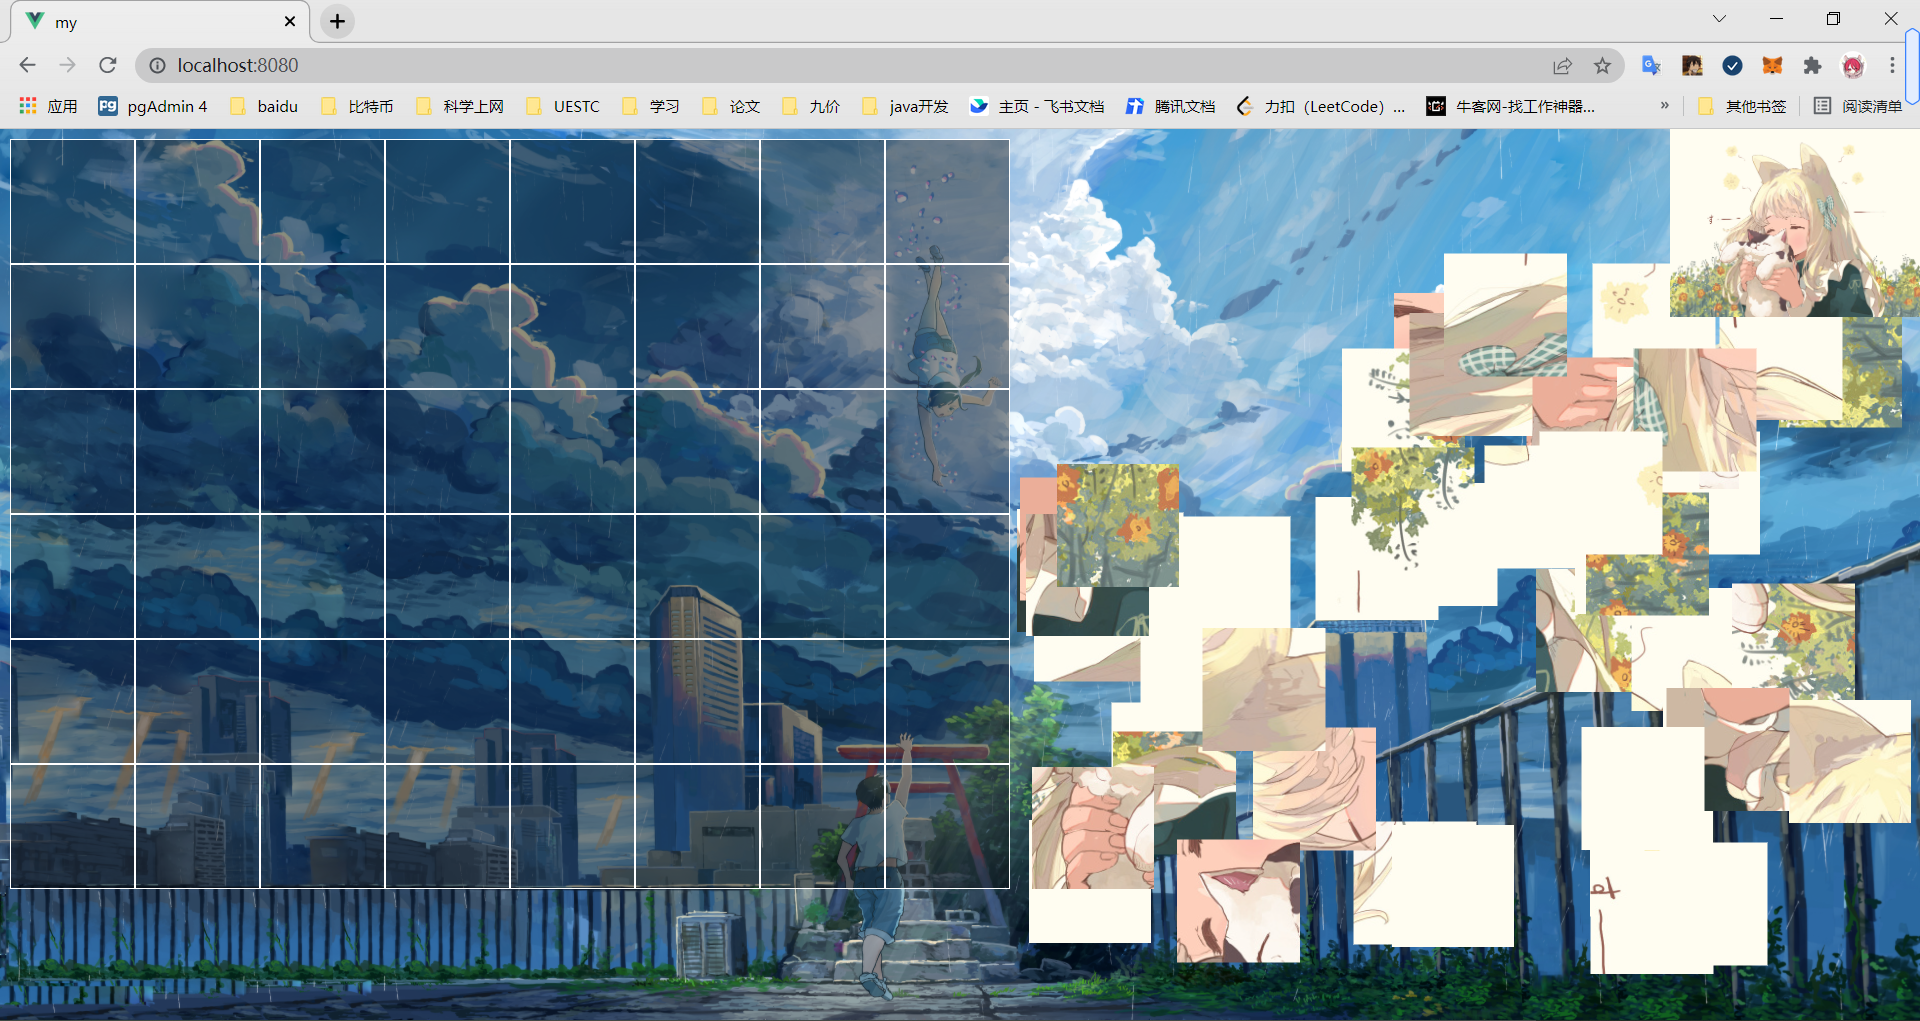 my
localhost:8080
应用 pgAdmin 4 baidu 比特币 科学上网 UESTC 学习 论文 九价 java开发 主页 - 飞书文档 腾讯文档 力扣（LeetCode）... 牛客网-找工作神器... » 其他书签 阅读清单
す